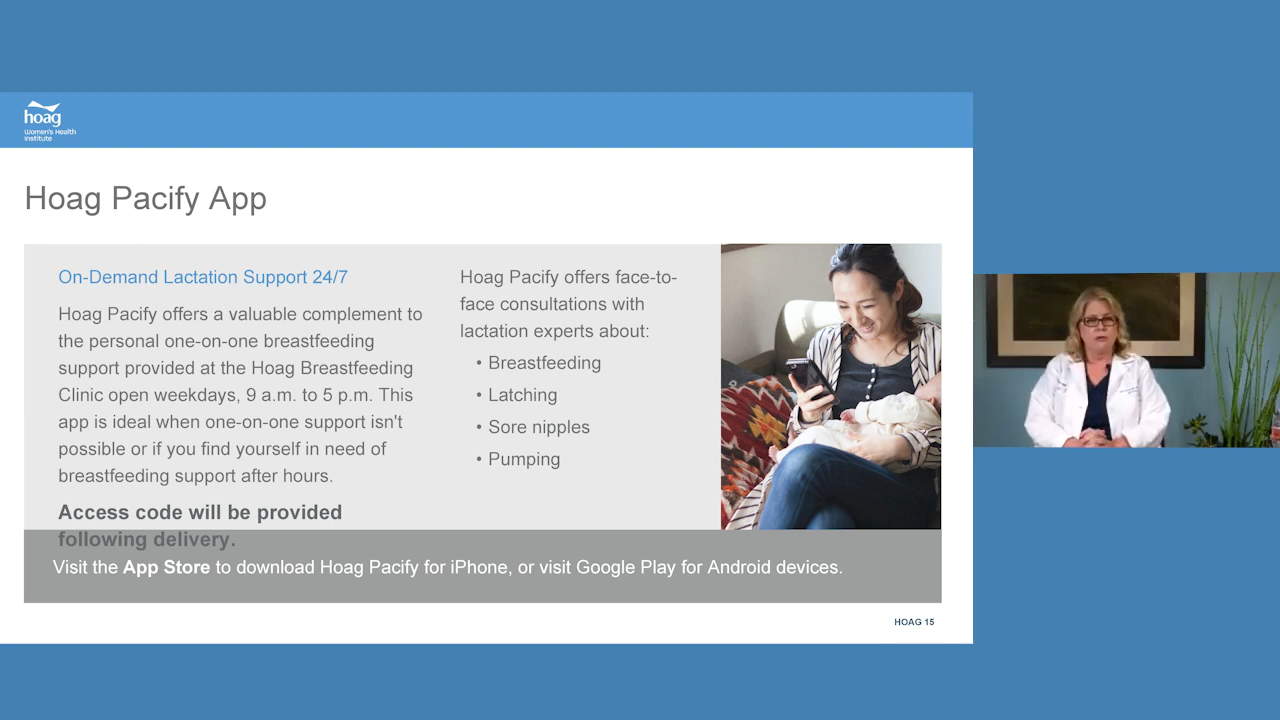 hoag
Women's Health
Institute
Hoag Pacify App
On-Demand Lactation Support 24/7
Hoag Pacify offers a valuable complement to
the personal one-on-one breastfeeding
support provided at the Hoag Breastfeeding
Clinic open weekdays, 9 a.m. to 5 p.m. This
app is ideal when one-on-one support isn't
possible or if you find yourself in need of
breastfeeding support after hours.
Access code will be provided
following delivery.
Hoag Pacify offers face-to-
face consultations with
lactation experts about:
• Breastfeeding
• Latching
• Sore nipples
• Pumping
Visit the App Store to download Hoag Pacify for iPhone, or visit Google Play for Android devices.
HOAG 15